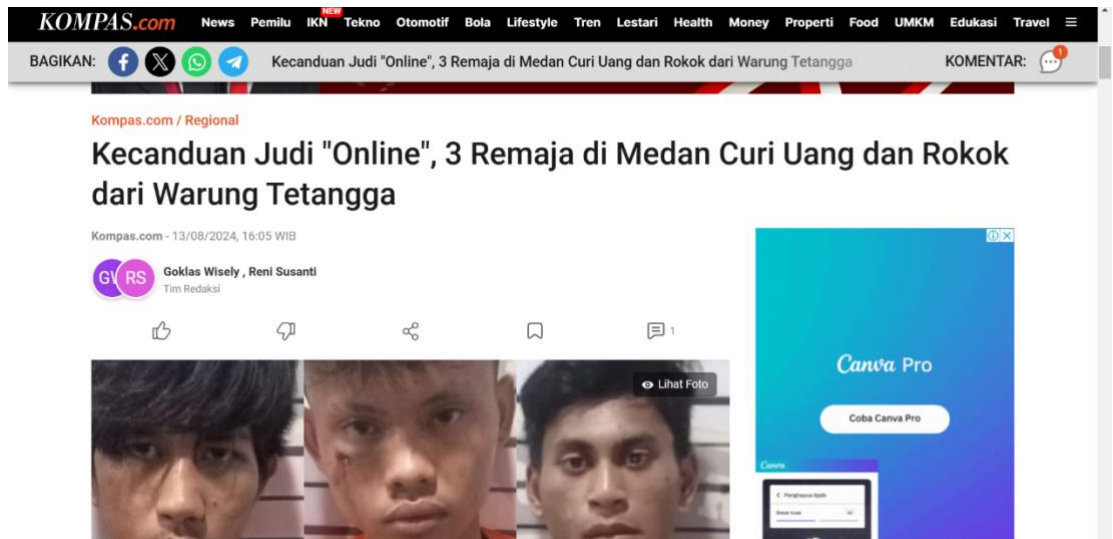 KOMPAS.com News Pemilu IKN NEW Tekno Otomotif Bola Lifestyle Tren Lestari Health Money Properti Food UMKM Edukasi Travel
BAGIKAN: Kecanduan Judi "Online", 3 Remaja di Medan Curi Uang dan Rokok dari Warung Tetangga KOMENTAR: 1
Kompas.com / Regional
Kecanduan Judi "Online", 3 Remaja di Medan Curi Uang dan Rokok
dari Warung Tetangga
Kompas.com - 13/08/2024, 16:05 WIB
RS
Goklas Wisely , Reni Susanti
Tim Redaksi
1
Lihat Foto
Canva Pro
Coba Canva Pro
Canva